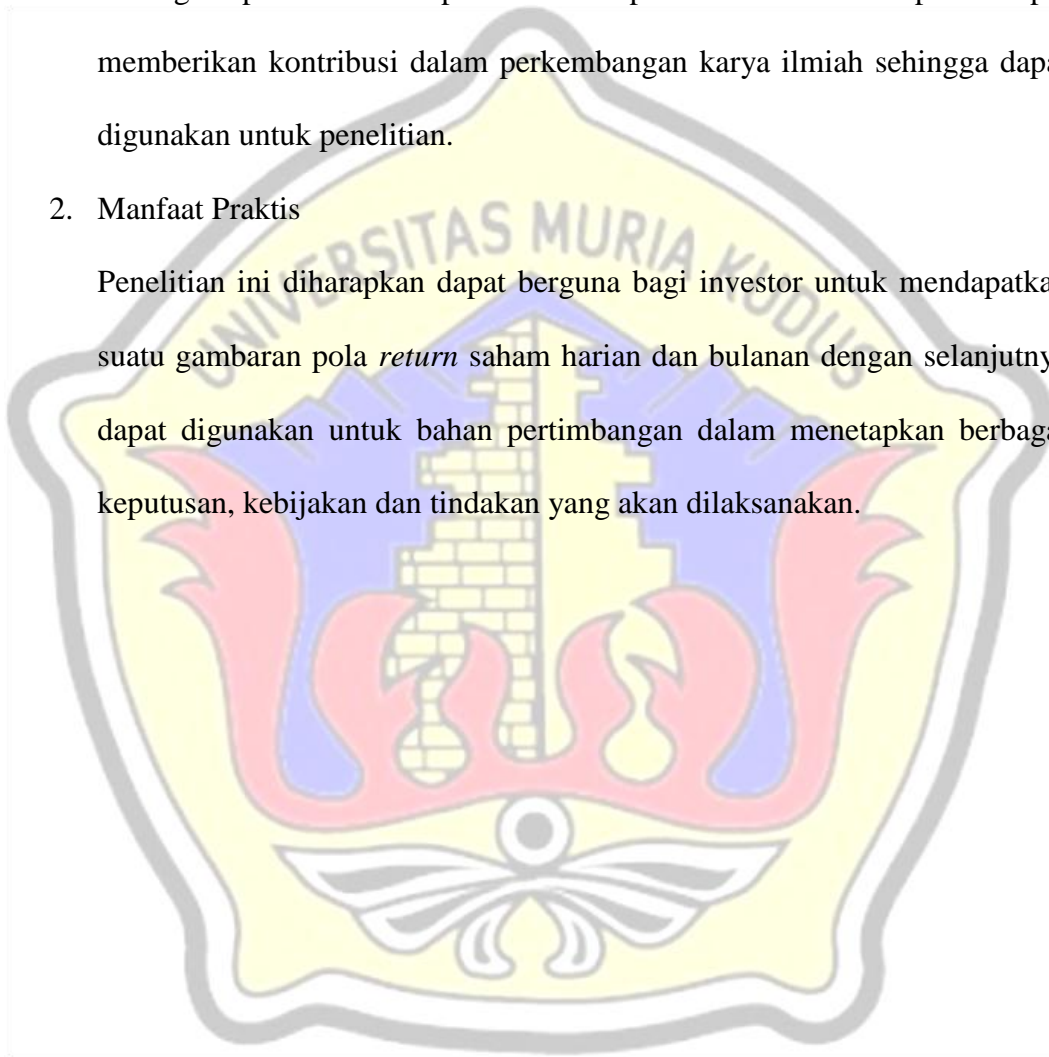 memberikan kontribusi dalam perkembangan karya ilmiah sehingga dapa
digunakan untuk penelitian.
2. Manfaat Praktis
UNIVERSITAS MURIA KUDUS
Penelitian ini diharapkan dapat berguna bagi investor untuk mendapatka
suatu gambaran pola return saham harian dan bulanan dengan selanjutny
dapat digunakan untuk bahan pertimbangan dalam menetapkan berbaga
keputusan, kebijakan dan tindakan yang akan dilaksanakan.